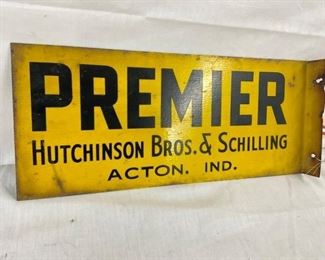 PREMIER
HUTCHINSON BROS. & SCHILLING
ACTON. IND.